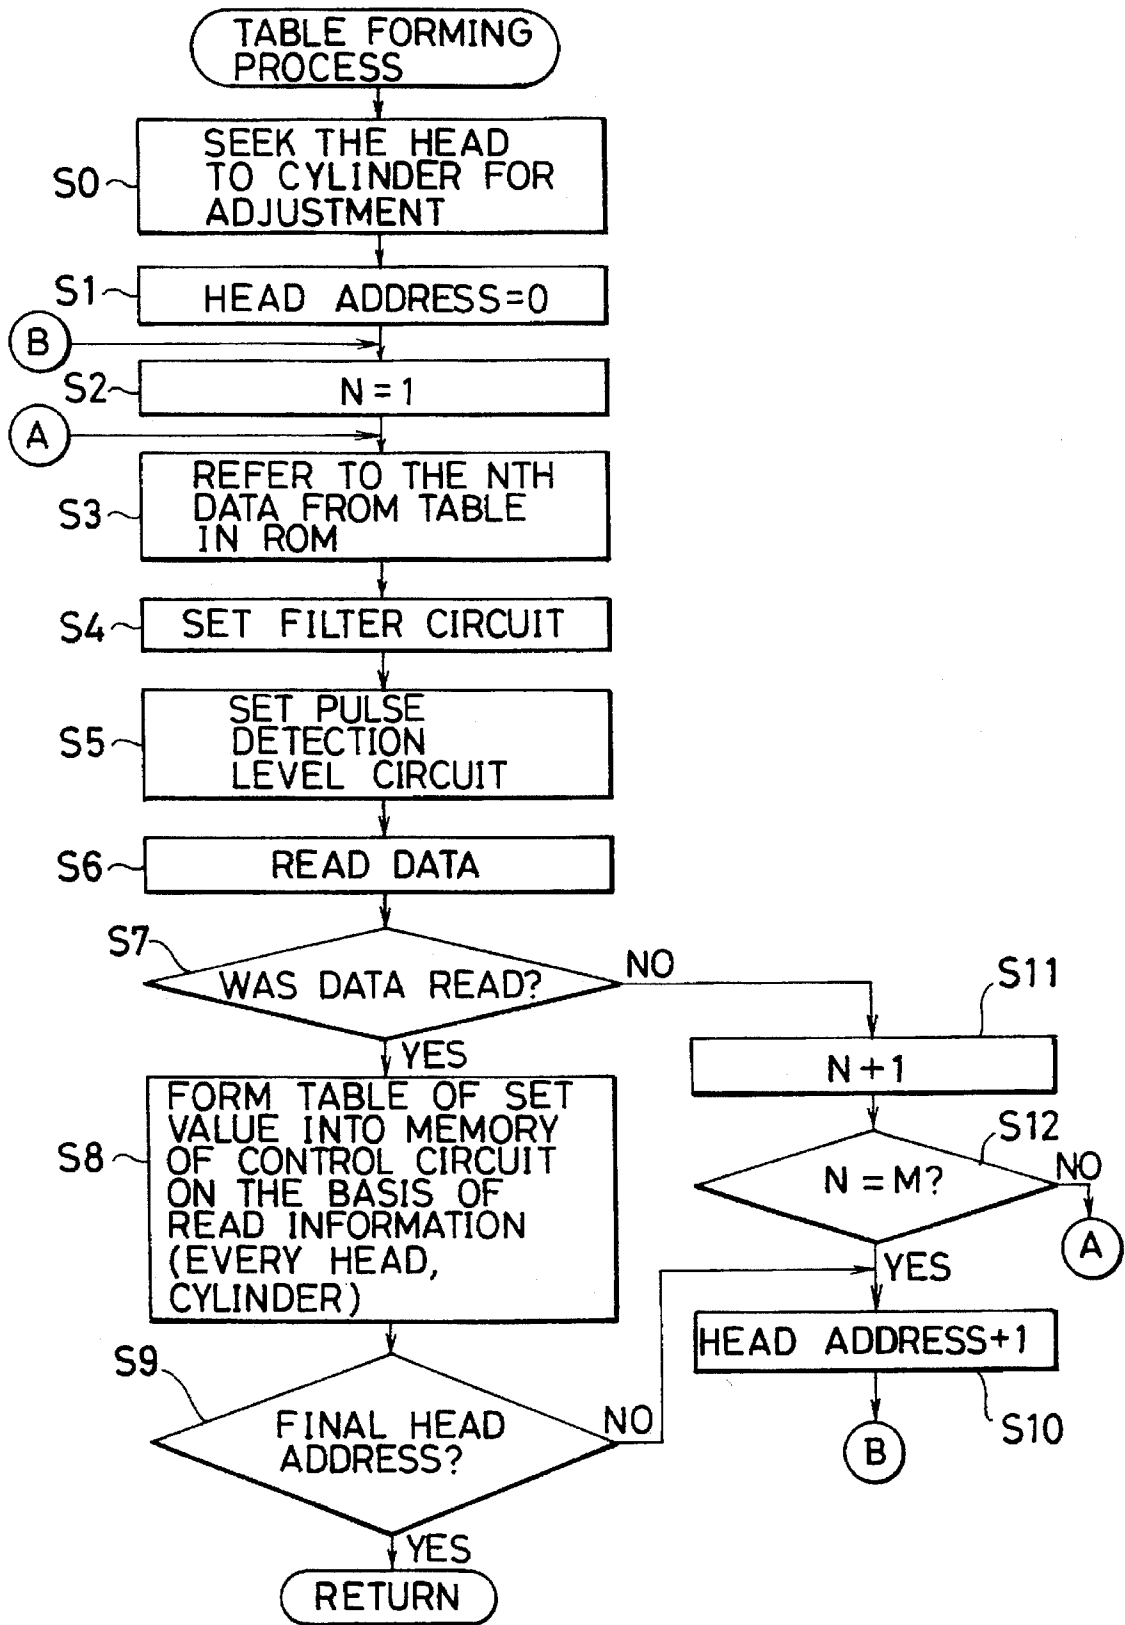 TABLE FORMING
PROCESS
SEEK THE HEAD
TO CYLINDER FOR
ADJUSTMENT
S0
S1
HEAD ADDRESS=0
B
S2
N=1
A
REFER TO THE NTH
DATA FROM TABLE
IN ROM
S3
S4
SET FILTER CIRCUIT
SET PULSE
DETECTION
LEVEL CIRCUIT
S5
S6
READ DATA
S7
WAS DATA READ?
NO
YES
S11
N+1
S12
N=M?
NO
A
YES
FORM TABLE OF SET
VALUE INTO MEMORY
OF CONTROL CIRCUIT
ON THE BASIS OF
READ INFORMATION
(EVERY HEAD,
CYLINDER)
S8
HEAD ADDRESS+1
S10
B
S9
FINAL HEAD
ADDRESS?
NO
YES
RETURN